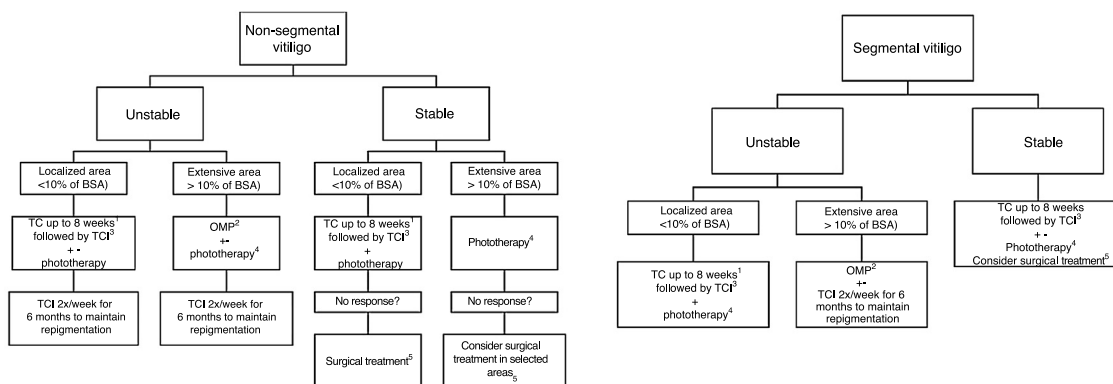 Non-segmental
vitiligo
Unstable
Stable
Localized area
<10% of BSA)
Extensive area
> 10% of BSA)
Localized area
<10% of BSA)
Extensive area
> 10% of BSA)
TC up to 8 weeks¹
followed by TCI³
+ -
phototherapy
OMP²
+-
phototherapy⁴
TC up to 8 weeks¹
followed by TCI³
+
phototherapy
Phototherapy⁴
TCI 2x/week for
6 months to maintain
repigmentation
TCI 2x/week for
6 months to maintain
repigmentation
No response?
No response?
Surgical treatment⁵
Consider surgical
treatment in selected
areas₅
Segmental vitiligo
Unstable
Stable
Localized area
<10% of BSA)
Extensive area
> 10% of BSA)
TC up to 8 weeks
followed by TCI³
+ -
Phototherapy⁴
Consider surgical treatment⁵
TC up to 8 weeks¹
followed by TCI³
+
phototherapy⁴
OMP²
+-
TCI 2x/week for 6
months to maintain
repigmentation